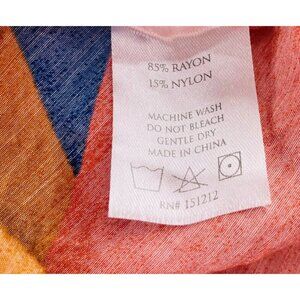 85% RAYON
15% NYLON
MACHINE WASH
DO NOT BLEACH
GENTLE DRY
MADE IN CHINA
RN# 151212